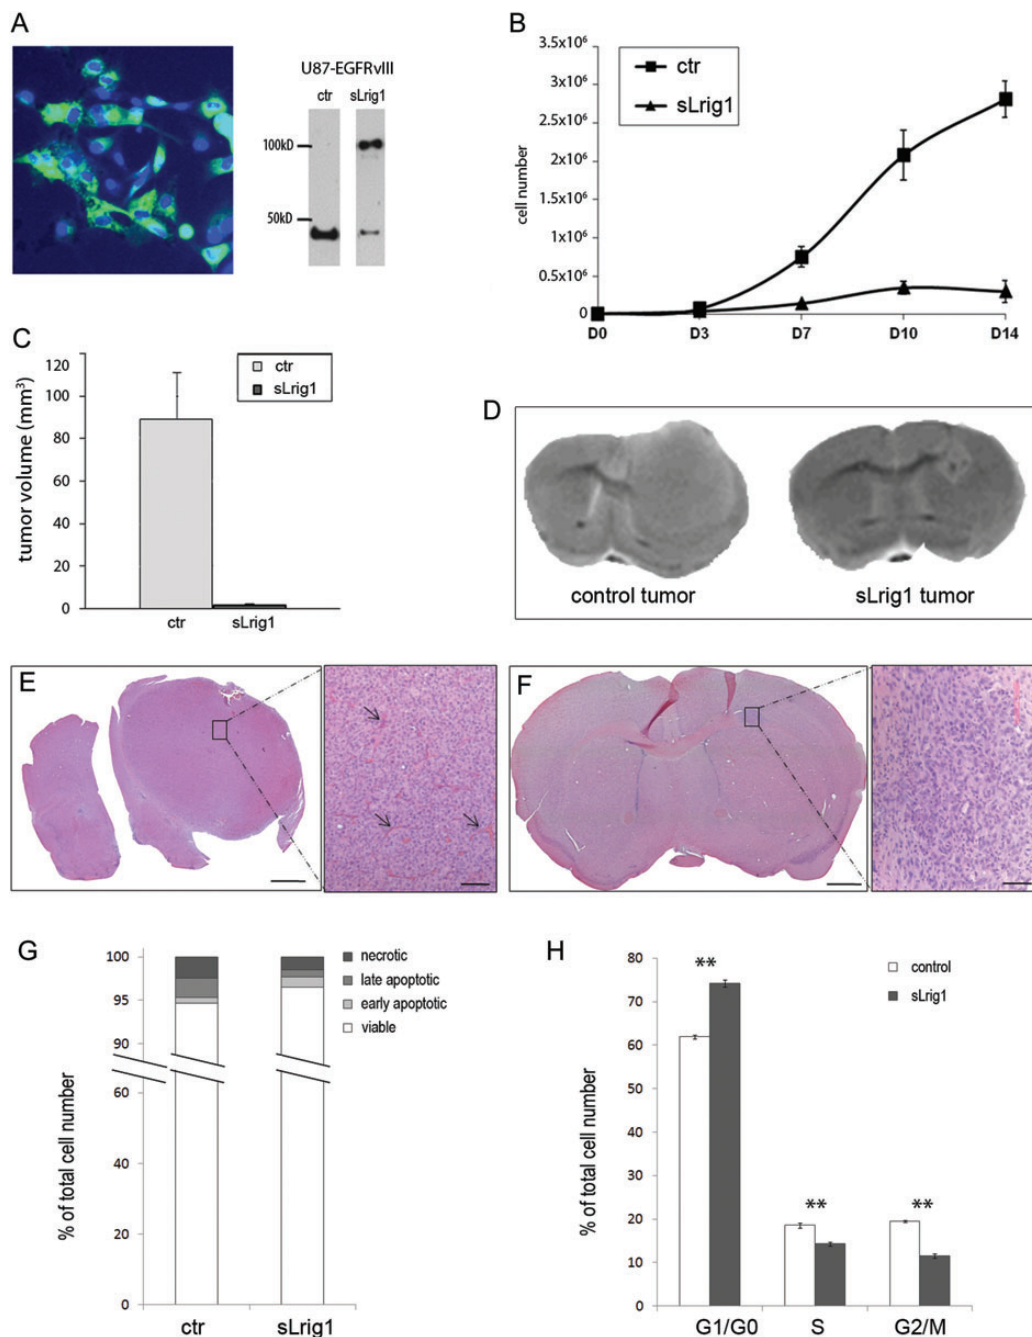 A
U87-EGFRvIII
ctr sLrig1
100kD
50kD
B
3.5x10⁶
3x10⁶
2.5x10⁶
2x10⁶
1.5x10⁶
1x10⁶
0.5x10⁶
0
cell number
ctr
sLrig1
D0 D3 D7 D10 D14
C
120
100
80
60
40
20
0
tumor volume (mm³)
ctr
sLrig1
ctr sLrig1
D
control tumor sLrig1 tumor
E
F
G
100
95
90
60
40
20
0
% of total cell number
necrotic
late apoptotic
early apoptotic
viable
ctr sLrig1
H
80
70
60
50
40
30
20
10
0
% of total cell number
**
** **
control
sLrig1
G1/G0 S G2/M